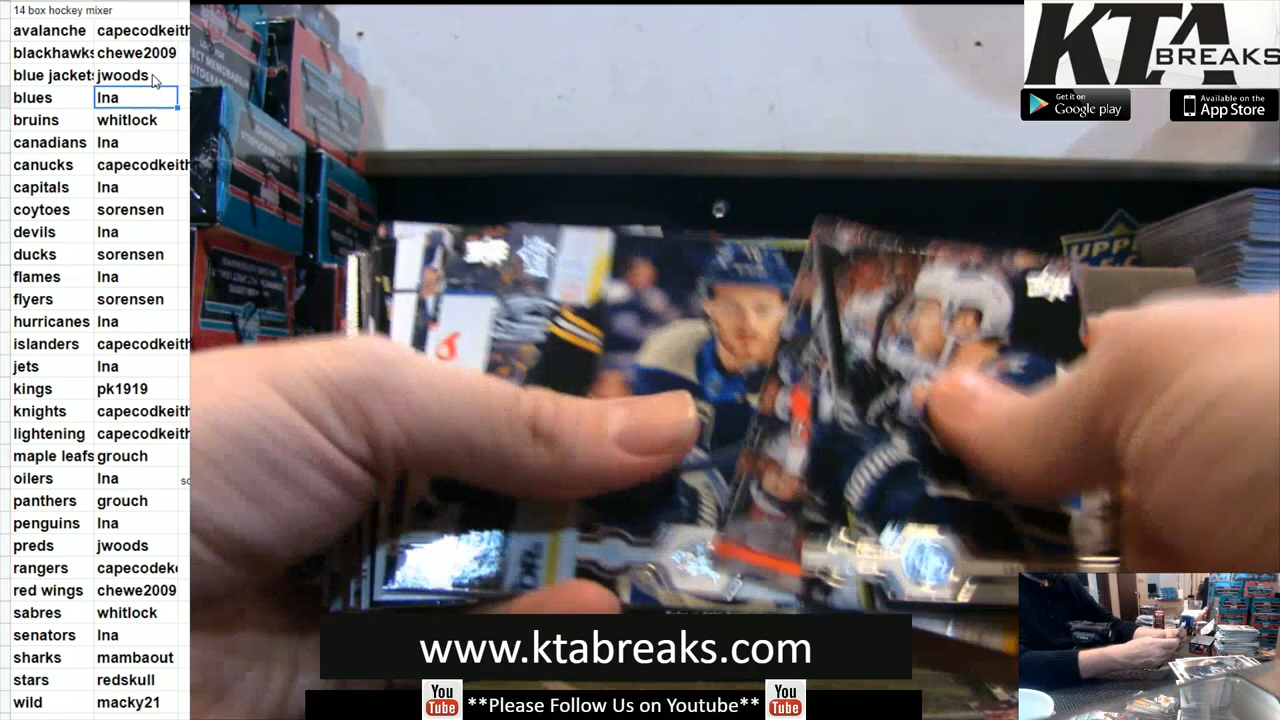 14 box hockey mixer
avalanche capecodkeith
blackhawks chewe2009
blue jackets jwoods
blues lna
bruins whitlock
canadians lna
canucks capecodkeith
capitals lna
coytoes sorensen
devils lna
ducks sorensen
flames lna
flyers sorensen
hurricanes lna
islanders capecodkeith
jets lna
kings pk1919
knights capecodkeith
lightening capecodkeith
maple leafs grouch
oilers lna
panthers grouch
penguins lna
preds jwoods
rangers capecodeke
red wings chewe2009
sabres whitlock
senators lna
sharks mambaout
stars redskull
wild macky21
KTA
BREAKS
Get it on
Google play
Available on the
App Store
UPP
www.ktabreaks.com
You
Tube
**Please Follow Us on Youtube**
You
Tube